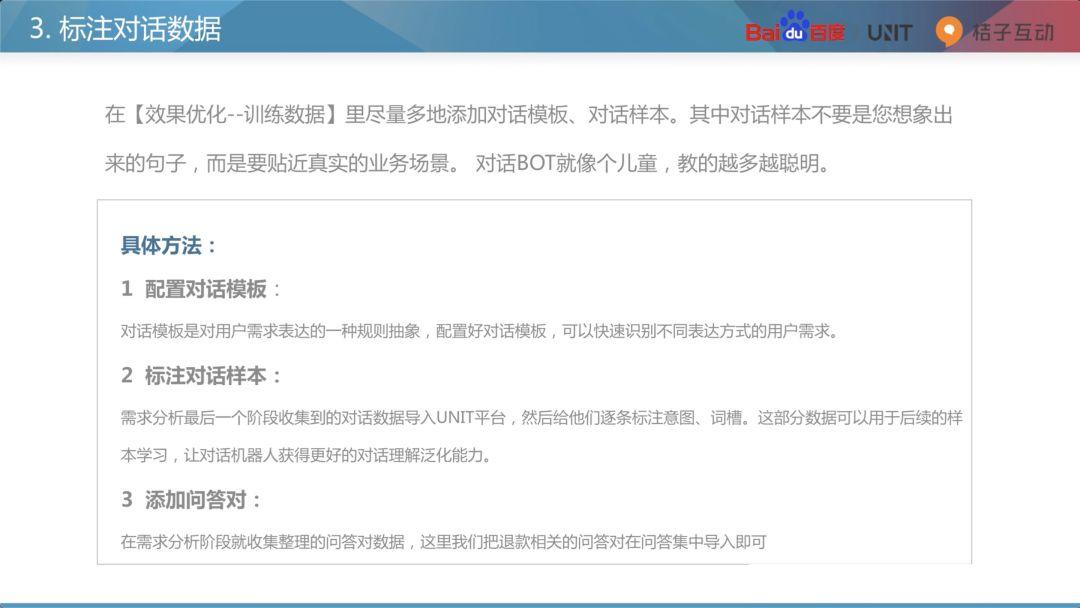 3. 标注对话数据
Bai du 百度 UNIT 桔子互动
在【效果优化--训练数据】里尽量多地添加对话模板、对话样本。其中对话样本不要是您想象出
来的句子，而是要贴近真实的业务场景。 对话BOT就像个儿童，教的越多越聪明。
具体方法：
1 配置对话模板：
对话模板是对用户需求表达的一种规则抽象，配置好对话模板，可以快速识别不同表达方式的用户需求。
2 标注对话样本：
需求分析最后一个阶段收集到的对话数据导入UNIT平台，然后给他们逐条标注意图、词槽。这部分数据可以用于后续的样
本学习，让对话机器人获得更好的对话理解泛化能力。
3 添加问答对：
在需求分析阶段就收集整理的问答对数据，这里我们把退款相关的问答对在问答集中导入即可